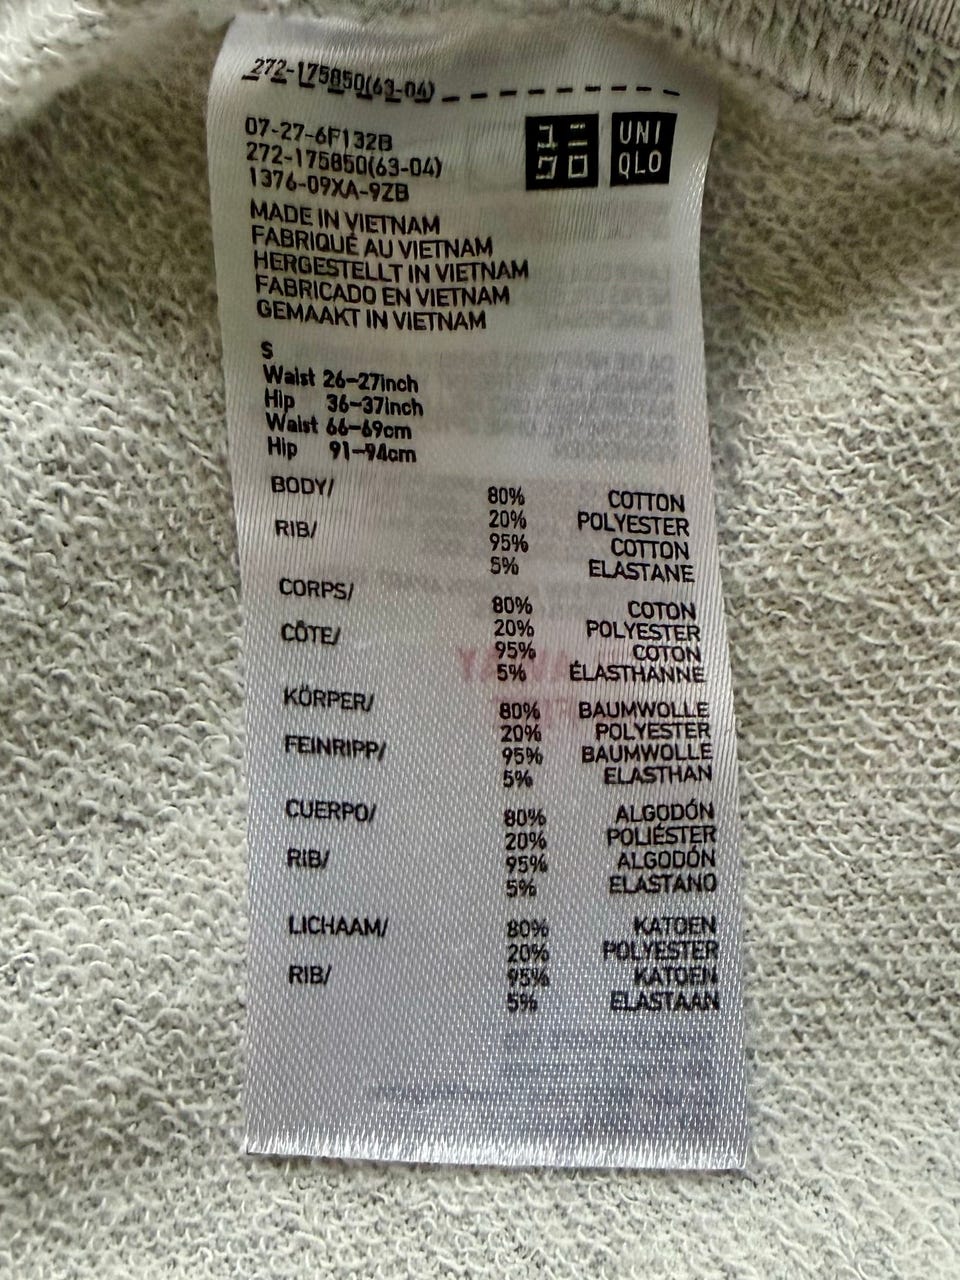 272-175850(63-04)
07-27-6F132B
272-175850(63-04)
1376-09XA-9ZB
UNI
QLO
MADE IN VIETNAM
FABRIQUÉ AU VIETNAM
HERGESTELLT IN VIETNAM
FABRICADO EN VIETNAM
GEMAAKT IN VIETNAM
S
Waist 26-27inch
Hip 36-37inch
Waist 66-69cm
Hip 91-94cm
BODY/ 80% COTTON
20% POLYESTER
RIB/ 95% COTTON
5% ELASTANE
CORPS/ 80% COTON
20% POLYESTER
CÔTE/ 95% COTON
5% ÉLASTHANNE
KÖRPER/ 80% BAUMWOLLE
20% POLYESTER
FEINRIPP/ 95% BAUMWOLLE
5% ELASTHAN
CUERPO/ 80% ALGODÓN
20% POLIÉSTER
RIB/ 95% ALGODÓN
5% ELASTANO
LICHAAM/ 80% KATOEN
20% POLYESTER
RIB/ 95% KATOEN
5% ELASTAAN